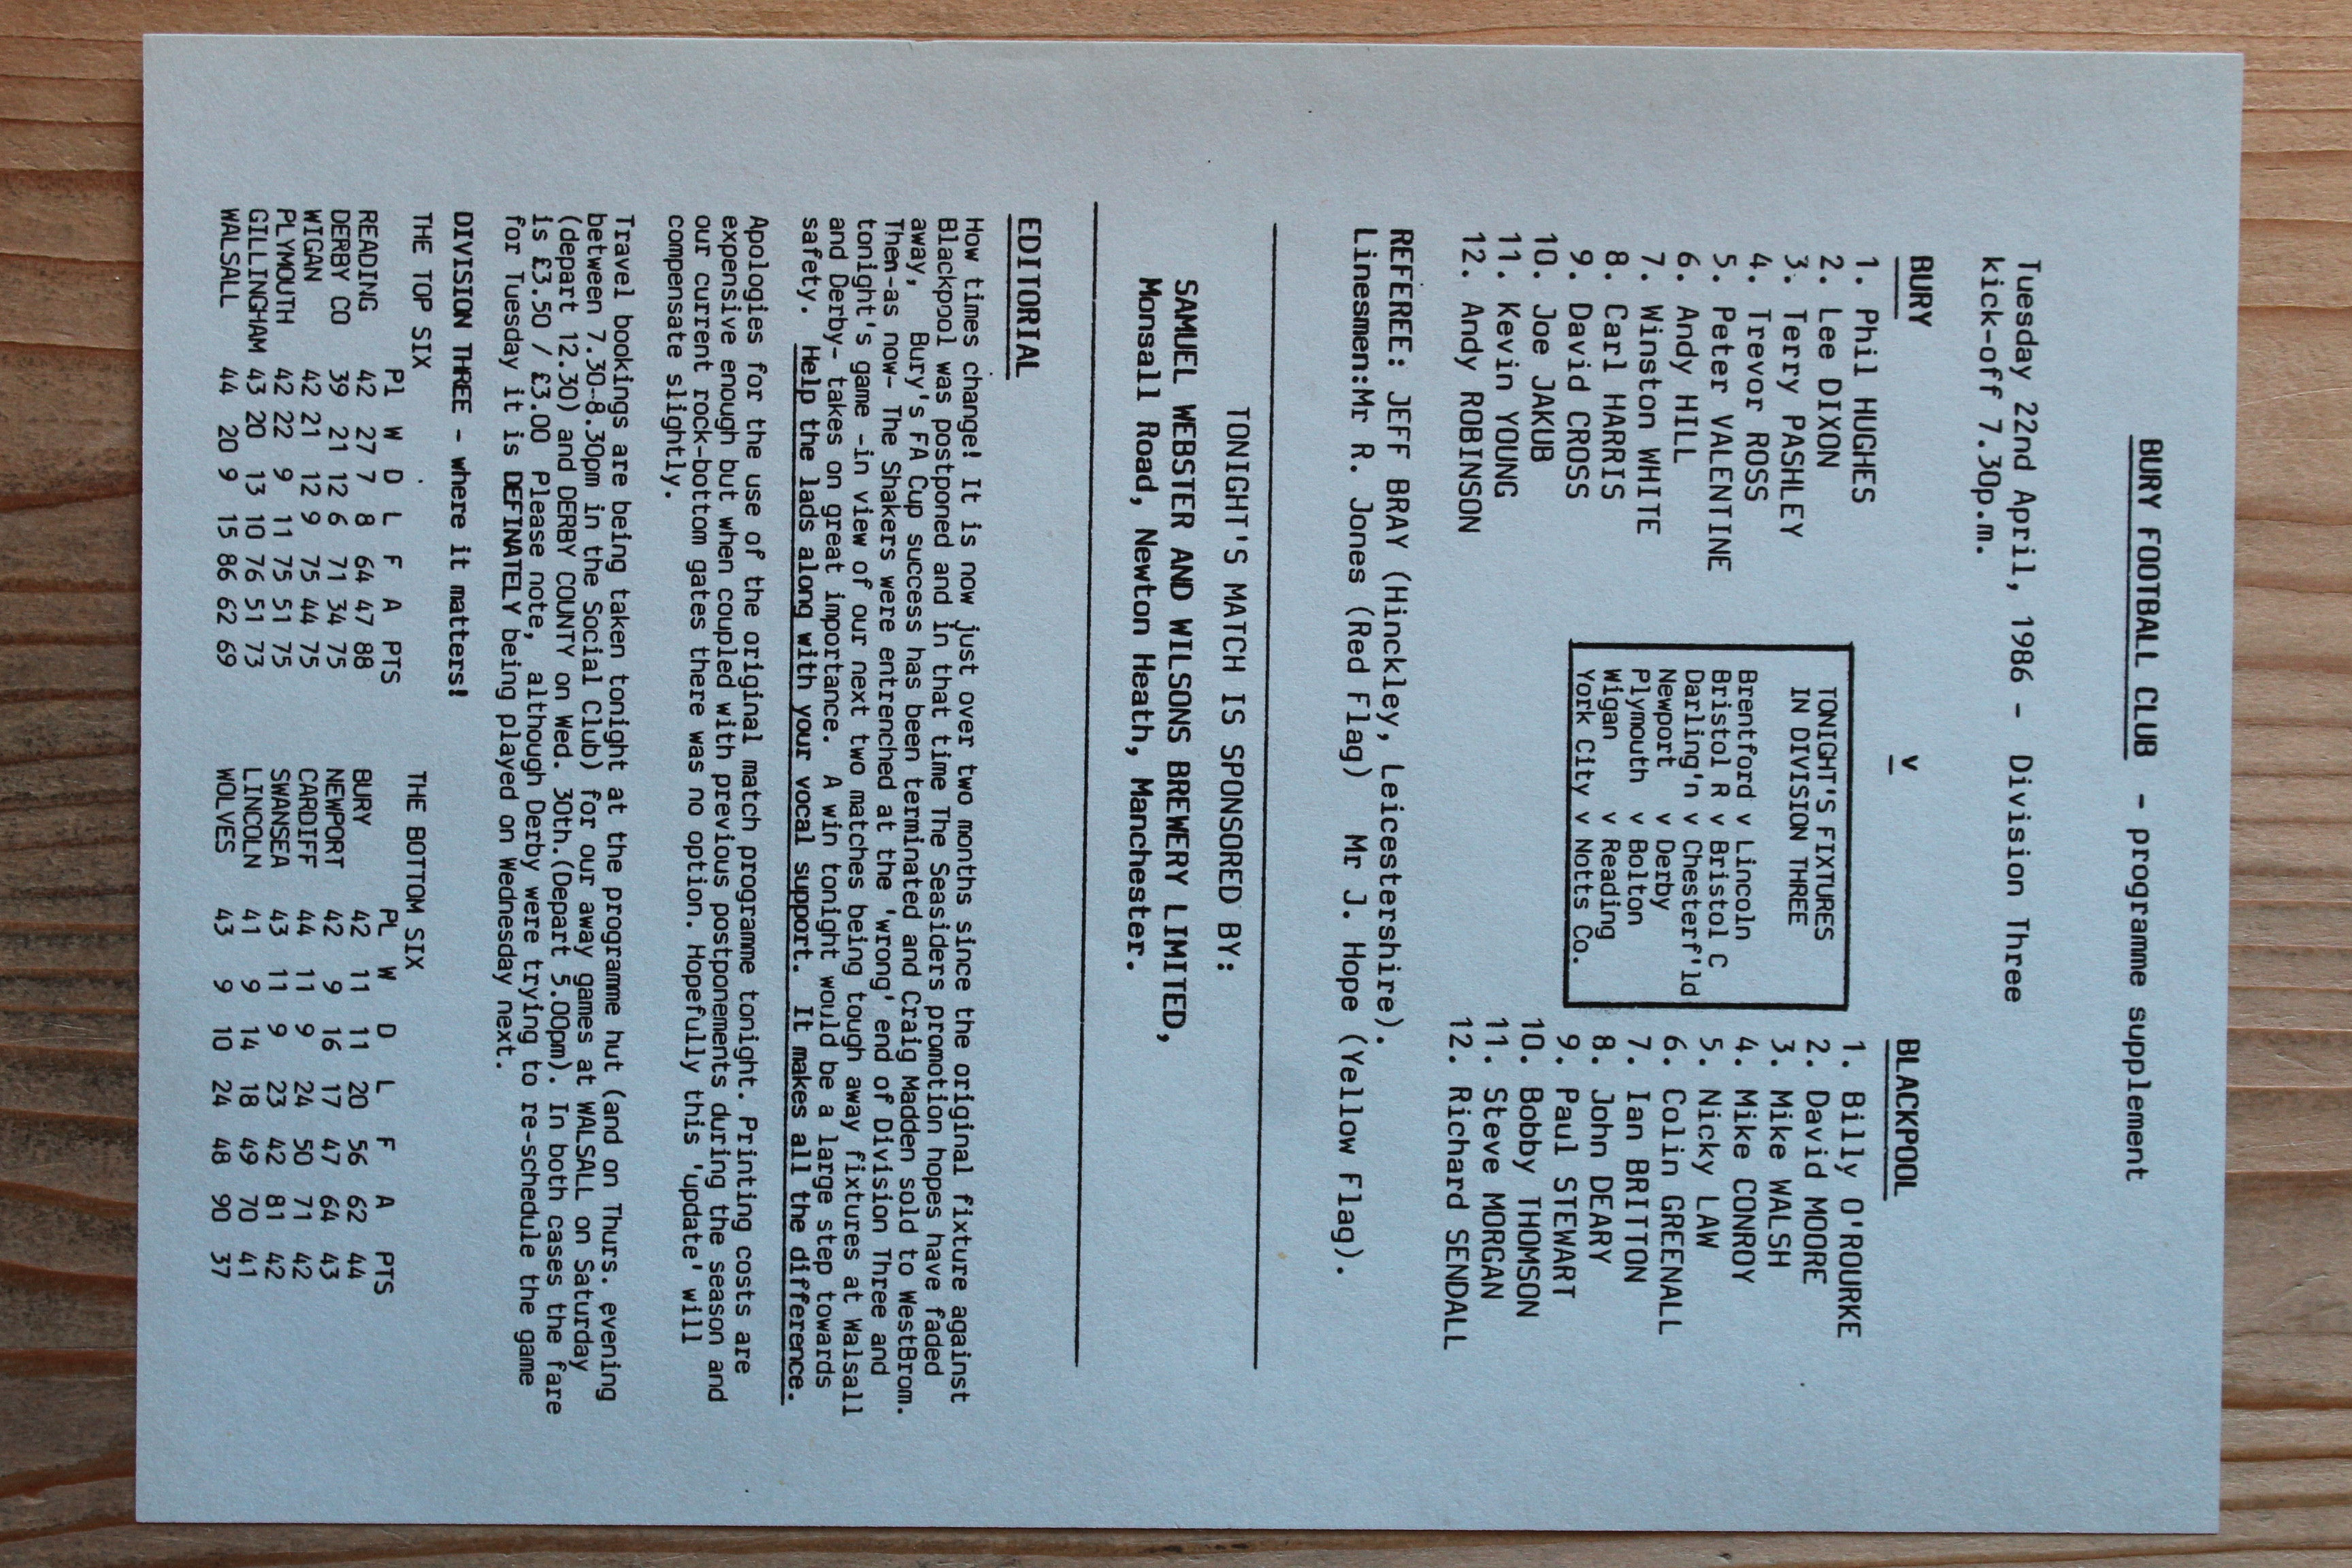 BURY FOOTBALL CLUB - programme supplement
Tuesday 22nd April, 1986 - Division Three
kick-off 7.30p.m.
BURY v BLACKPOOL
1. Phil HUGHES 1. Billy O'ROURKE
2. Lee DIXON 2. David MOORE
3. Terry PASHLEY 3. Mike WALSH
4. Trevor ROSS 4. Mike CONROY
5. Peter VALENTINE 5. Nicky LAW
6. Andy HILL 6. Colin GREENALL
7. Winston WHITE 7. Ian BRITTON
8. Carl HARRIS 8. John DEARY
9. David CROSS 9. Paul STEWART
10. Joe JAKUB 10. Bobby THOMSON
11. Kevin YOUNG 11. Steve MORGAN
12. Andy ROBINSON 12. Richard SENDALL
TONIGHT'S FIXTURES
IN DIVISION THREE
Brentford v Lincoln
Bristol R v Bristol C
Darling'n v Chesterf'ld
Newport v Derby
Plymouth v Bolton
Wigan v Reading
York City v Notts Co.
REFEREE: JEFF BRAY (Hinckley, Leicestershire).
Linesmen:Mr R. Jones (Red Flag) Mr J. Hope (Yellow Flag).
TONIGHT'S MATCH IS SPONSORED BY:
SAMUEL WEBSTER AND WILSONS BREWERY LIMITED,
Monsall Road, Newton Heath, Manchester.
EDITORIAL
How times change! It is now just over two months since the original fixture against
Blackpool was postponed and in that time The Seasiders promotion hopes have faded
away, Bury's FA Cup success has been terminated and Craig Madden sold to WestBrom.
Then-as now- The Shakers were entrenched at the 'wrong' end of Division Three and
tonight's game -in view of our next two matches being tough away fixtures at Walsall
and Derby- takes on great importance. A win tonight would be a large step towards
safety. Help the lads along with your vocal support. It makes all the difference.
Apologies for the use of the original match programme tonight. Printing costs are
expensive enough but when coupled with previous postponements during the season and
our current rock-bottom gates there was no option. Hopefully this 'update' will
compensate slightly.
Travel bookings are being taken tonight at the programme hut (and on Thurs. evening
between 7.30-8.30pm in the Social Club) for our away games at WALSALL on Saturday
(depart 12.30) and DERBY COUNTY on Wed. 30th.(Depart 5.00pm). In both cases the fare
is £3.50 / £3.00 Please note, although Derby were trying to re-schedule the game
for Tuesday it is DEFINATELY being played on Wednesday next.
DIVISION THREE - where it matters!
THE TOP SIX
Pl W D L F A PTS
READING 42 27 7 8 64 47 88
DERBY CO 39 21 12 6 71 34 75
WIGAN 42 21 12 9 75 44 75
PLYMOUTH 42 22 9 11 75 51 75
GILLINGHAM 43 20 13 10 76 51 73
WALSALL 44 20 9 15 86 62 69
THE BOTTOM SIX
PL W D L F A PTS
BURY 42 11 11 20 56 62 44
NEWPORT 42 9 16 17 47 64 43
CARDIFF 44 11 9 24 50 71 42
SWANSEA 43 11 9 23 42 81 42
LINCOLN 41 9 14 18 49 70 41
WOLVES 43 9 10 24 48 90 37